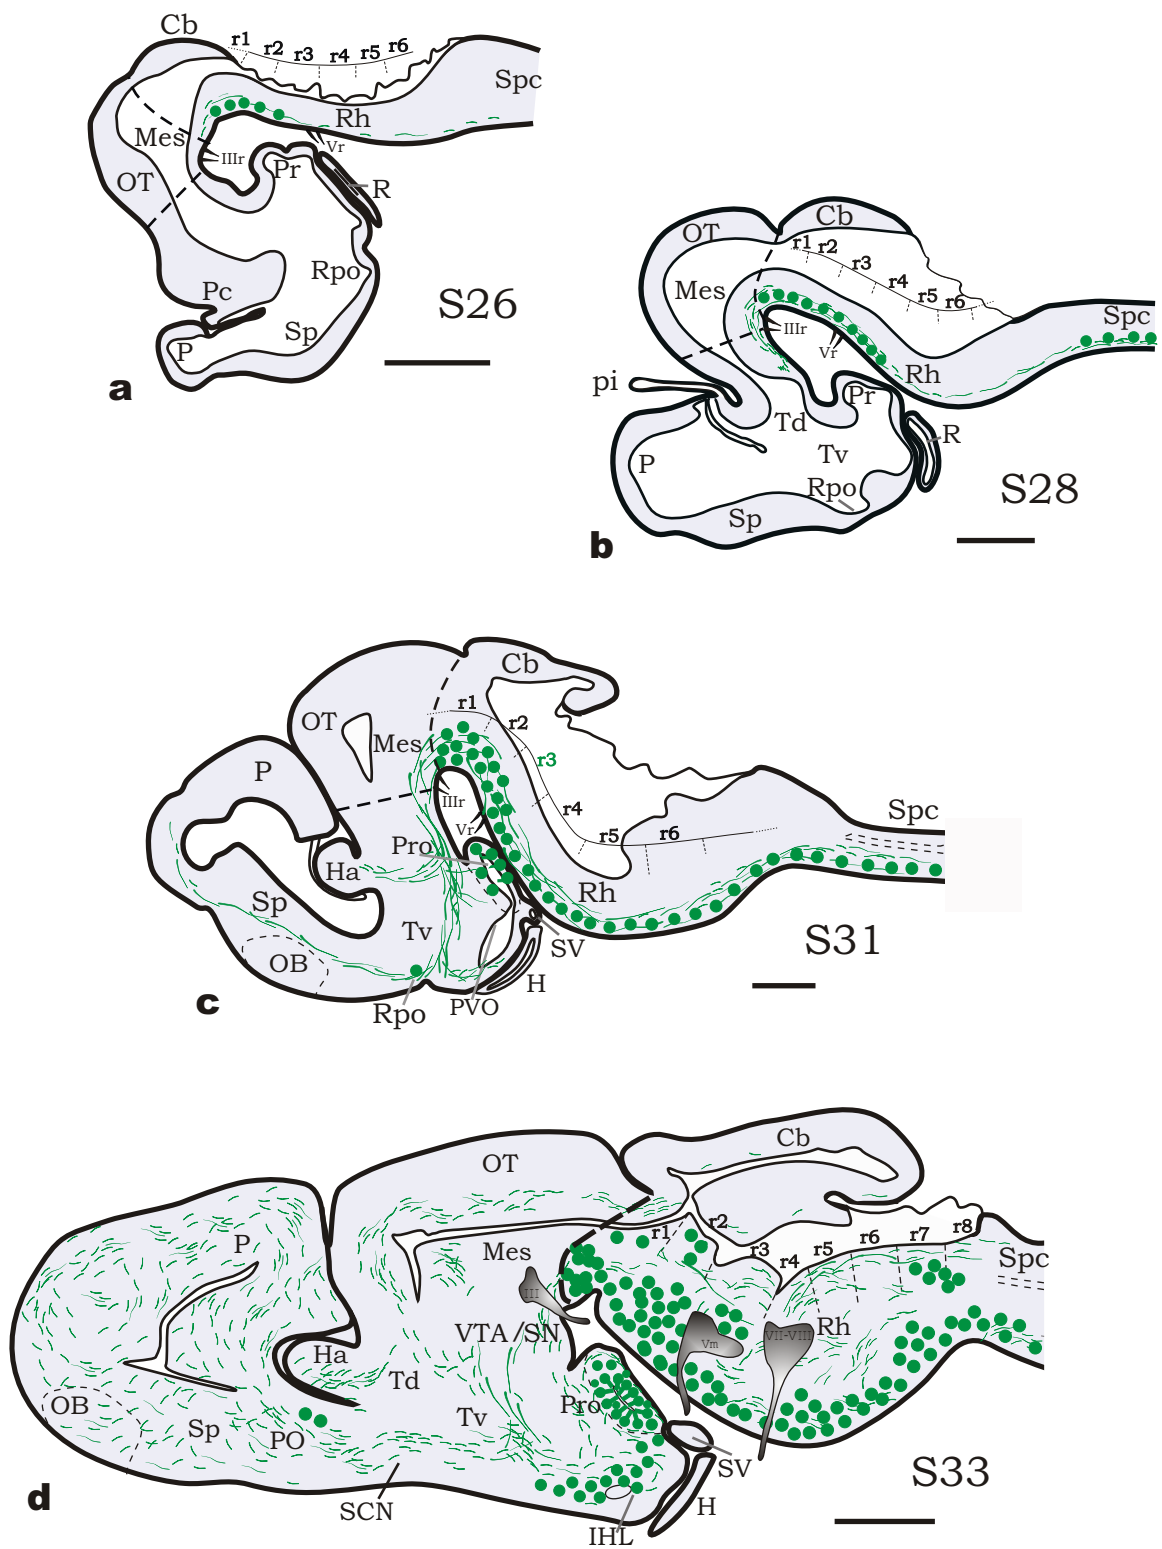 Cb
r1 r2 r3 r4 r5 r6
Spc
Rh
Mes
IIIr
Vr
Pr
OT
R
Rpo
Pc
S26
Sp
P
a
Cb
OT
r1 r2 r3 r4 r5 r6
Mes
Spc
IIIr
Vr
Rh
pi
Pr
Td
R
P
Tv
Rpo
S28
Sp
b
Cb
r1 r2 r3 r4 r5 r6
OT
Mes
P
IIIr
Spc
Vr
Pro
Ha
Rh
Sp
Tv
SV
S31
OB
H
PVO
Rpo
c
Cb
OT
r1 r2 r3 r4 r5 r6 r7 r8
P
Mes
Spc
III
VTA/SN
Vm
VII-VIII
Rh
Ha
Td
Pro
OB
Tv
Sp
PO
SV
S33
d
SCN
H
IHL